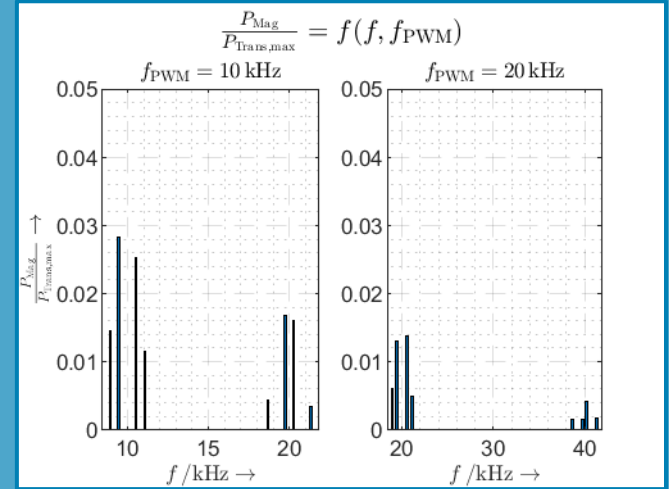 P_Mag / P_Trans,max = f(f, f_PWM)
f_PWM = 10 kHz
f_PWM = 20 kHz
P_Mag / P_Trans,max →
0.05
0.04
0.03
0.02
0.01
0
10 15 20
f /kHz →
0.05
0.04
0.03
0.02
0.01
0
20 30 40
f /kHz →